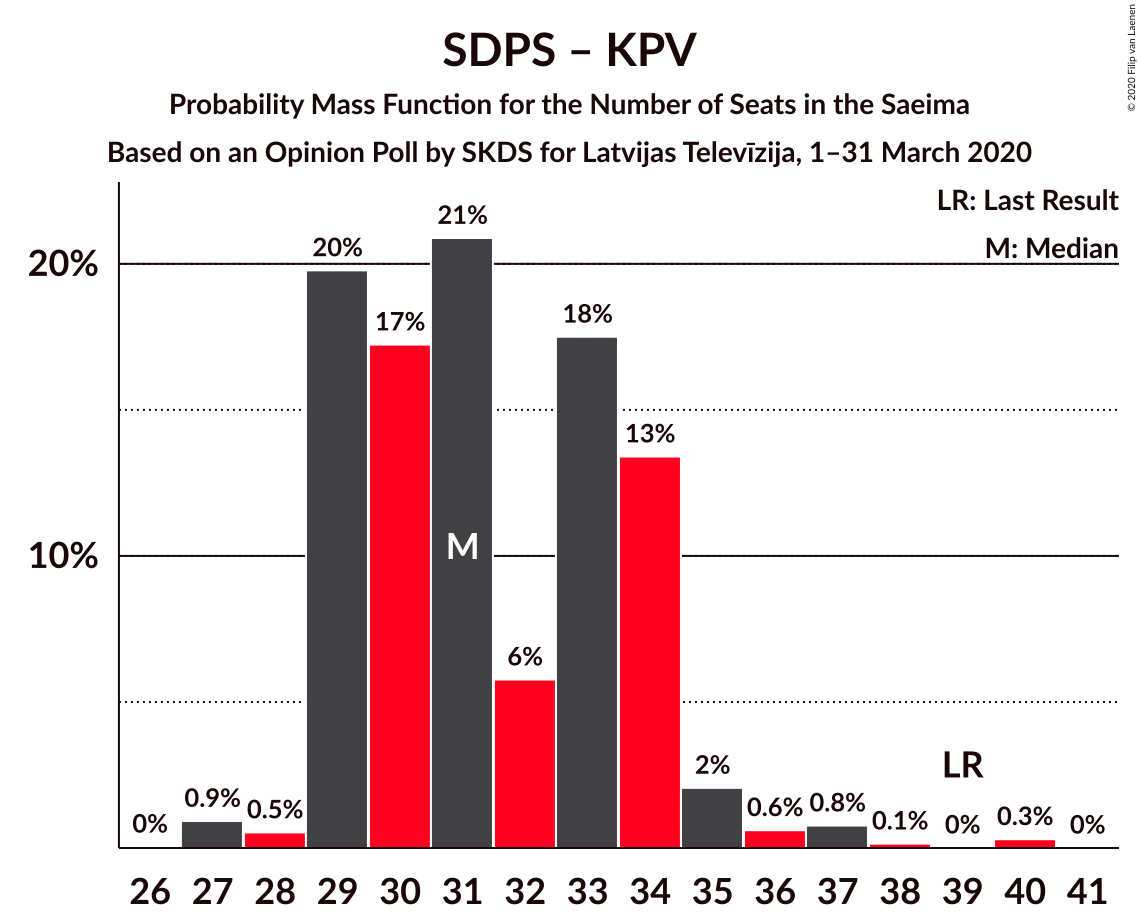 SDPS – KPV
Probability Mass Function for the Number of Seats in the Saeima
Based on an Opinion Poll by SKDS for Latvijas Televīzija, 1–31 March 2020
© 2020 Filip van Laenen
LR: Last Result
M: Median
20%
10%
0%
0.9%
0.5%
20%
17%
21%
6%
18%
13%
2%
0.6%
0.8%
0.1%
0%
0.3%
0%
M
LR
26 27 28 29 30 31 32 33 34 35 36 37 38 39 40 41